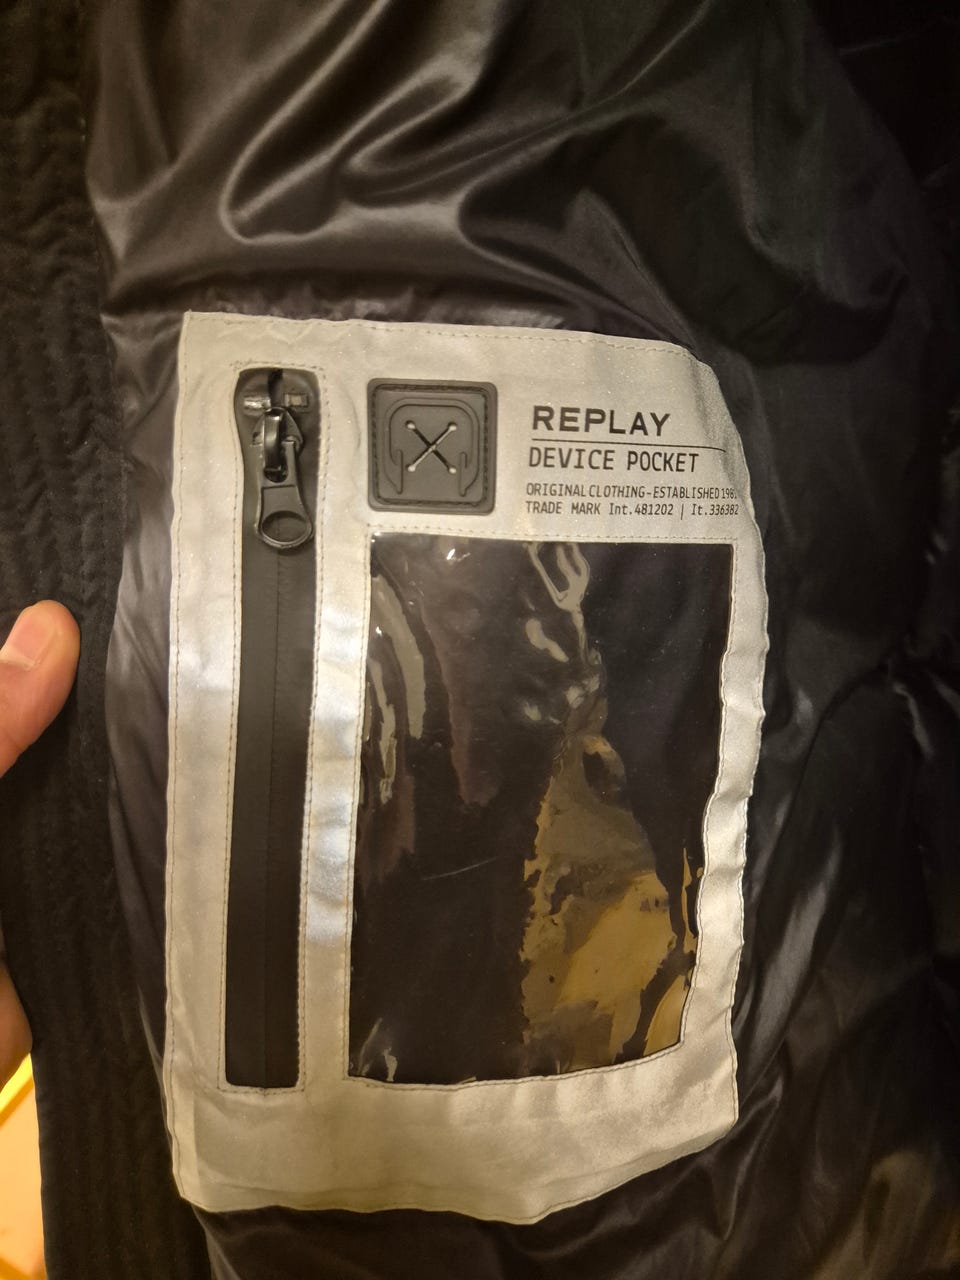 REPLAY
DEVICE POCKET
ORIGINAL CLOTHING-ESTABLISHED
TRADE MARK Int.481202 | It.336382